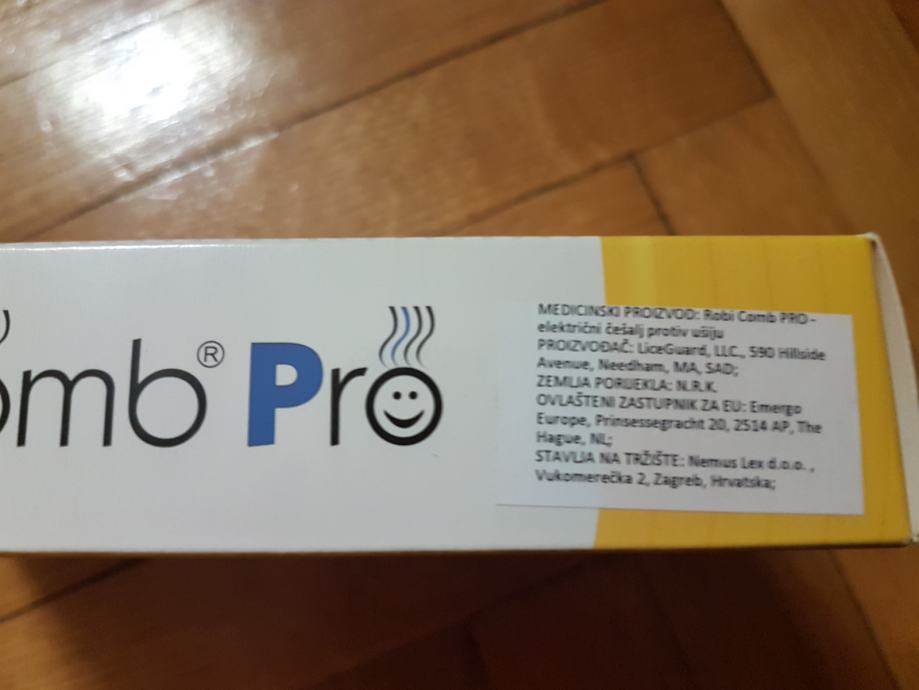 omb® Pro
MEDICINSKI PROIZVOD: Robi Comb PRO -
električni češalj protiv ušiju
PROIZVOĐAČ: LiceGuard, LLC., 590 Hillside
Avenue, Needham, MA, SAD;
ZEMLJA PORIJEKLA: N.R.K.
OVLAŠTENI ZASTUPNIK ZA EU: Emergo
Europe, Prinsessegracht 20, 2514 AP, The
Hague, NL;
STAVLJA NA TRŽIŠTE: Nemus Lex d.o.o. ,
Vukomerečka 2, Zagreb, Hrvatska;